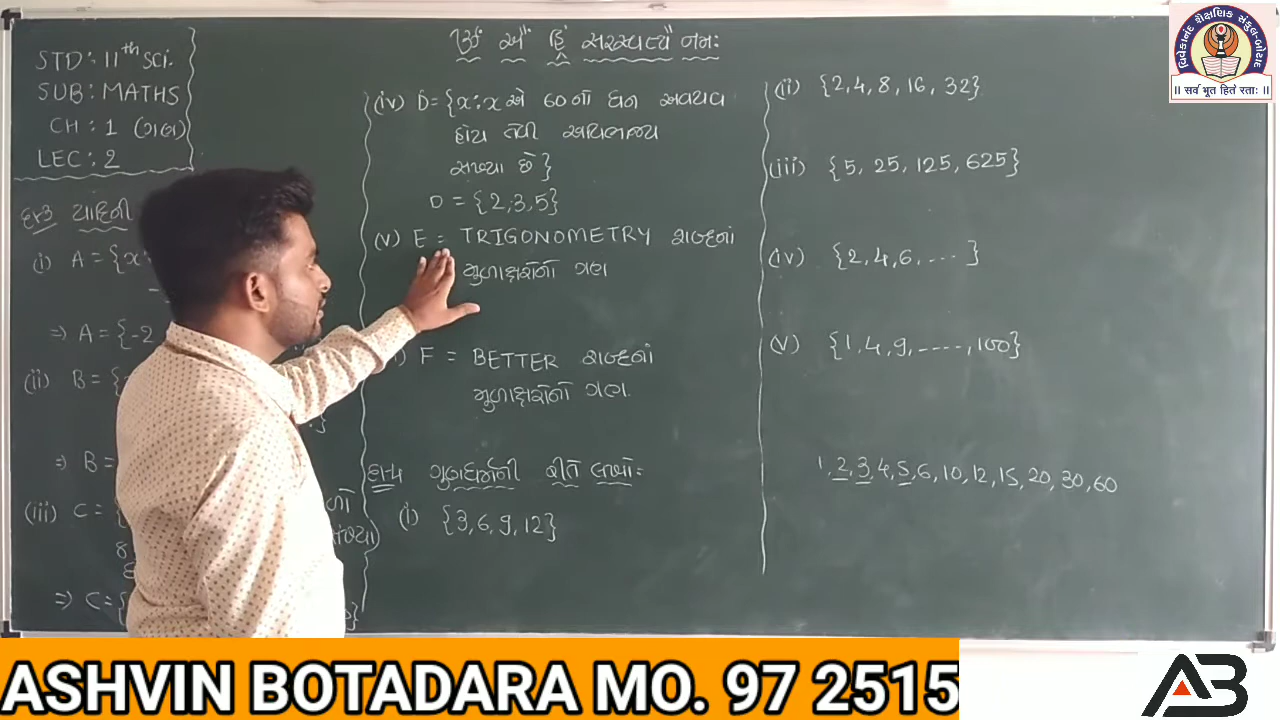 ૐ એં હ્રિં સરસ્વત્યૈ નમઃ
STD: 11th SCI.
SUB: MATHS
CH: 1 (ગણ)
LEC: 2
યાદીની
(i) A = {x:
⇒ A = {-2
(ii) B = {
⇒ B =
(iii) C = {
8
⇒ C = {
(iv) D = {x : x એ 60 નો ધન અવયવ
હોય તેવી અવિભાજ્ય
સંખ્યા છે}
D = {2,3,5}
(v) E = TRIGONOMETRY શબ્દનાં
મુળાક્ષરોનો ગણ
F = BETTER શબ્દનાં
મુળાક્ષરોનો ગણ.
ગુણધર્મની રીતે લખો:
(i) {3,6,9,12}
(ii) {2,4,8,16,32}
(iii) {5,25,125,625}
(iv) {2,4,6,....}
(v) {1,4,9,.....,100}
1,2,3,4,5,6,10,12,15,20,30,60
વિવેકાનંદ શૈક્ષણિક સંકુલ-બોટાદ
॥ सर्व भूत हिते रताः ॥
ASHVIN BOTADARA MO. 97 2515
AB